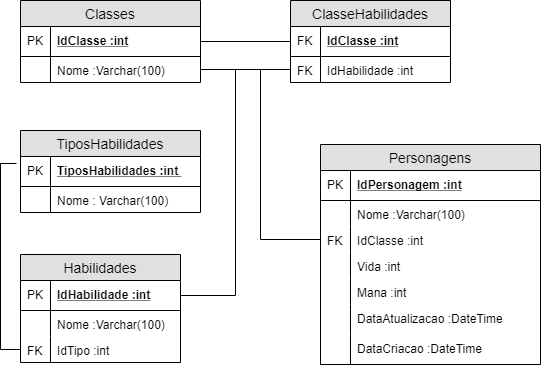 Classes
PK IdClasse :int
Nome :Varchar(100)
ClasseHabilidades
FK IdClasse :int
FK IdHabilidade :int
TiposHabilidades
PK TiposHabilidades :int
Nome : Varchar(100)
Personagens
PK IdPersonagem :int
Nome :Varchar(100)
FK IdClasse :int
Vida :int
Mana :int
DataAtualizacao :DateTime
DataCriacao :DateTime
Habilidades
PK IdHabilidade :int
Nome :Varchar(100)
FK IdTipo :int